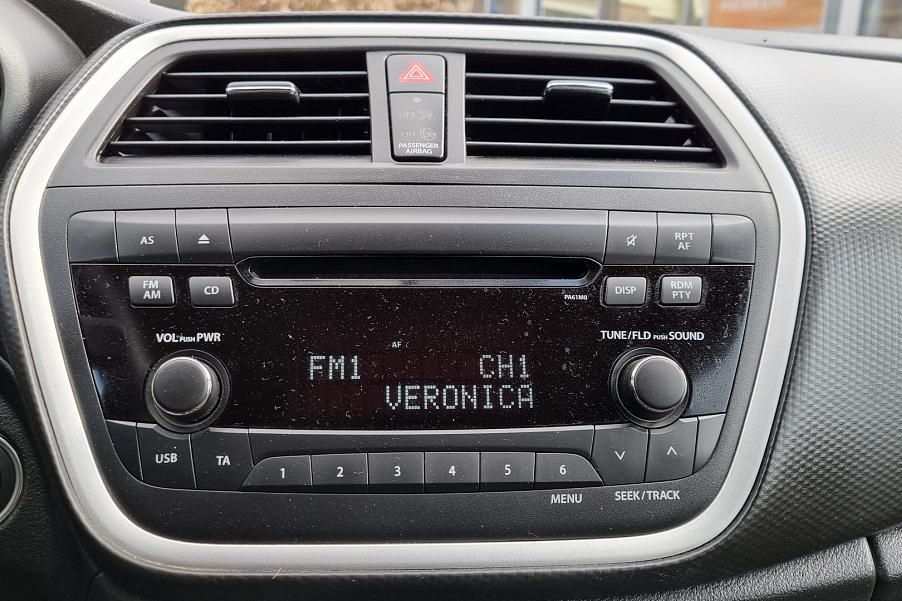 OFF
ON
PASSENGER
AIRBAG
AS
RPT
AF
FM
AM
CD
DISP
RDM
PTY
PA61M0
VOL PUSH PWR
TUNE/FLD PUSH SOUND
AF
FM1 CH1
VERONICA
USB
TA
1
2
3
4
5
6
MENU
SEEK/TRACK